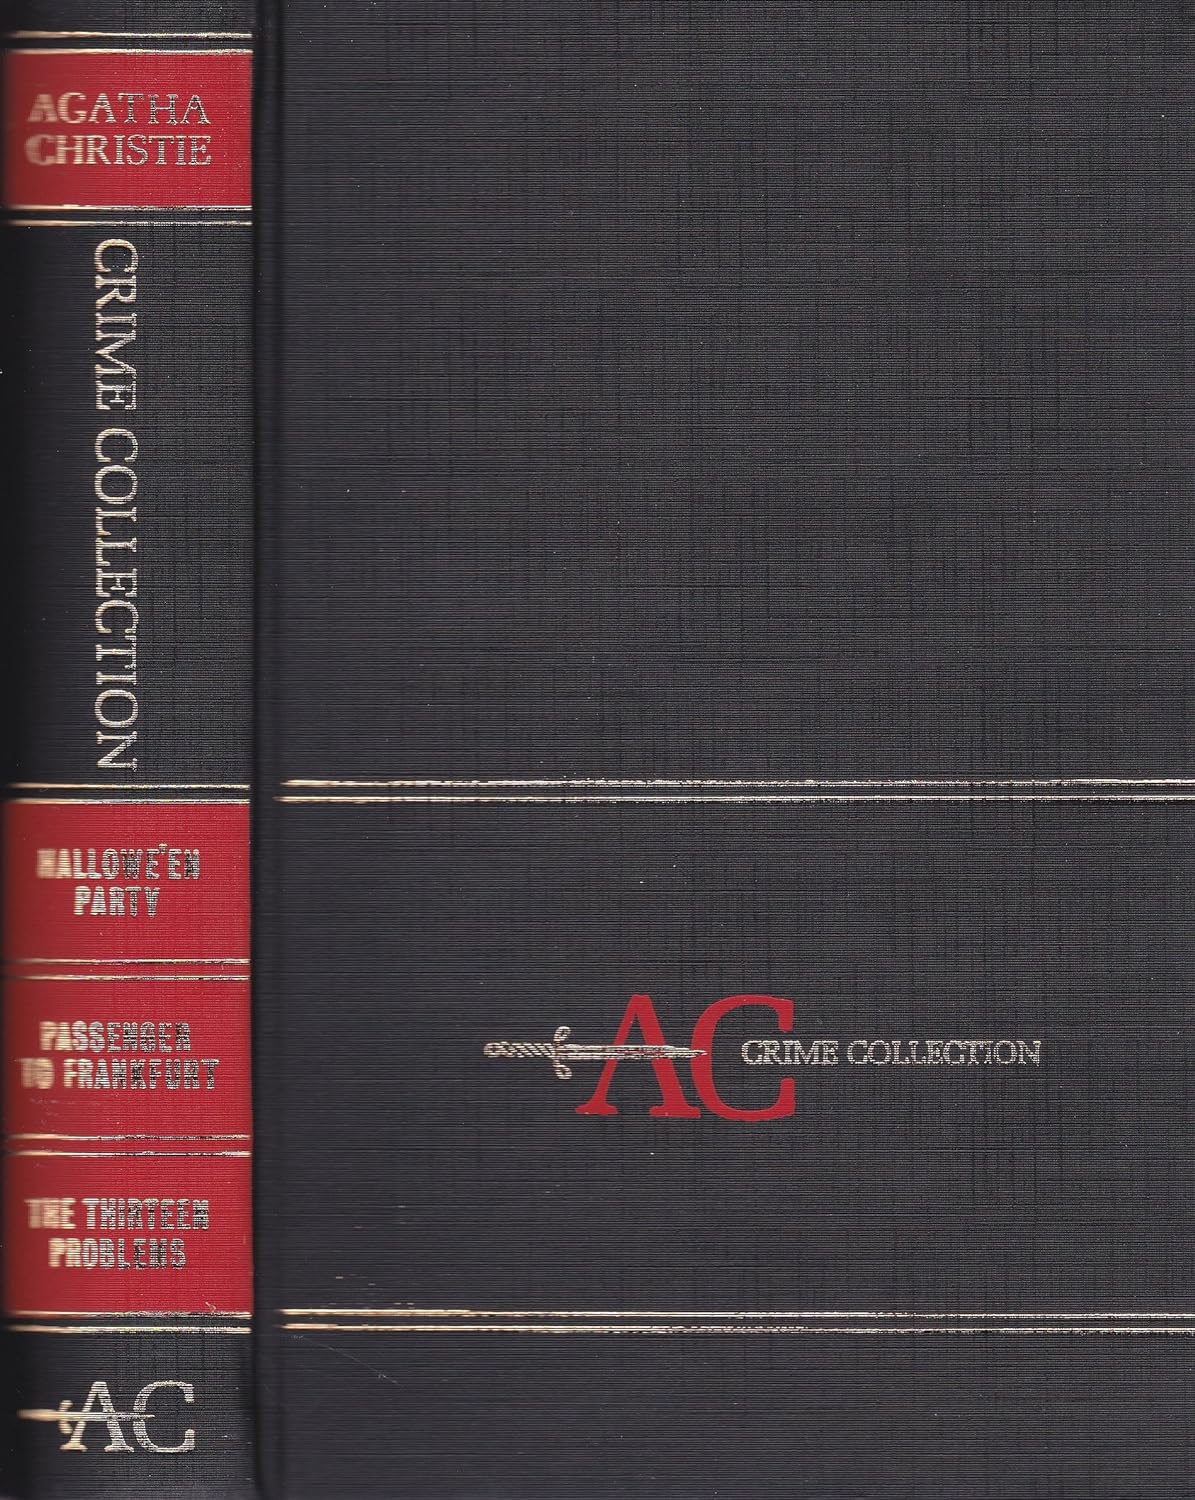 AGATHA
CHRISTIE
CRIME COLLECTION
HALLOWE'EN
PARTY
PASSENGER
TO FRANKFURT
THE THIRTEEN
PROBLEMS
AC
AC
CRIME COLLECTION